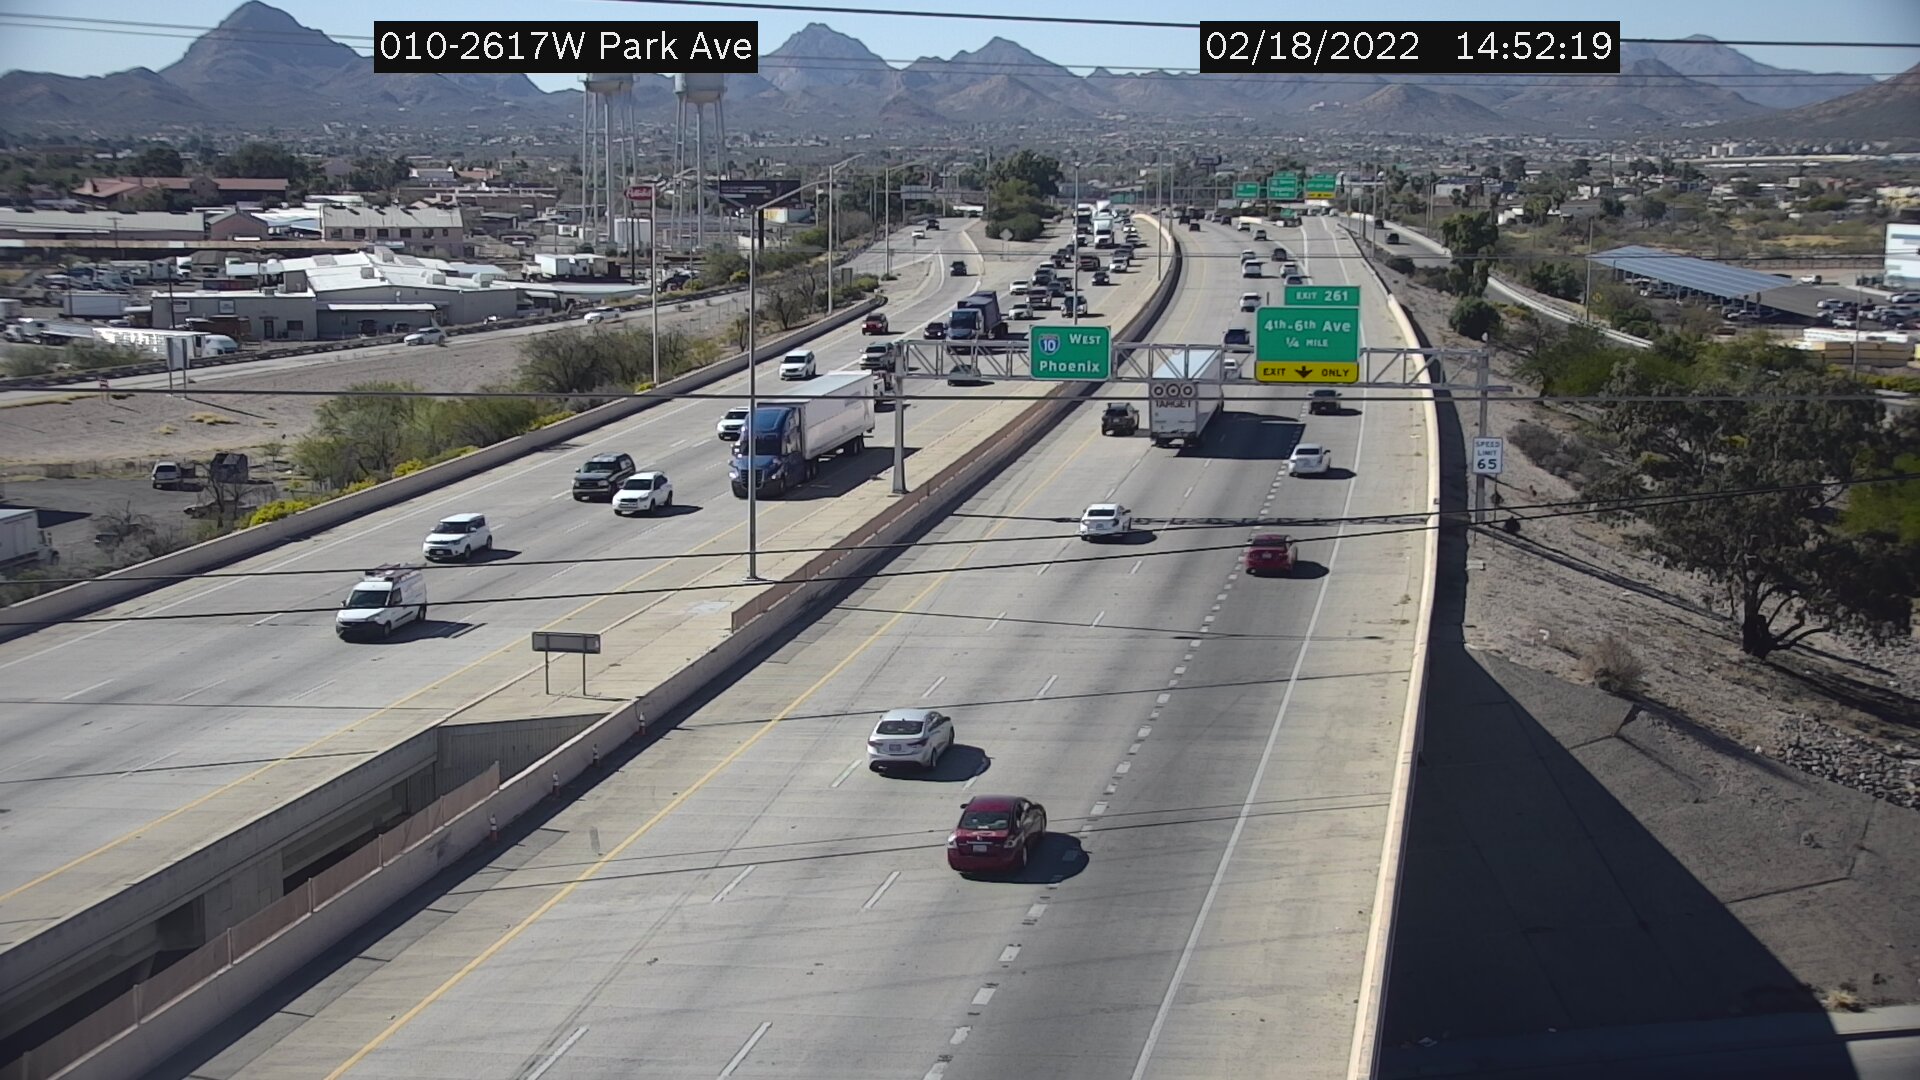 010-2617W Park Ave
02/18/2022 14:52:19
EXIT 261
4th-6th Ave
1/4 MILE
EXIT ONLY
10 WEST
Phoenix
TARGET
SPEED
LIMIT
65